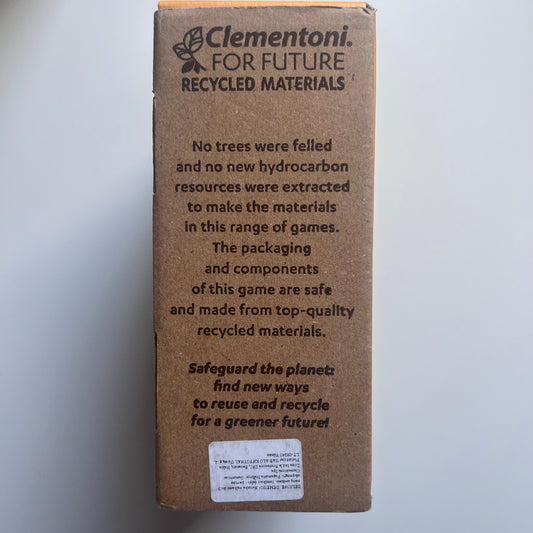 Clementoni.
FOR FUTURE
RECYCLED MATERIALS
No trees were felled
and no new hydrocarbon
resources were extracted
to make the materials
in this range of games.
The packaging
and components
of this game are safe
and made from top-quality
recycled materials.
Safeguard the planet:
find new ways
to reuse and recycle
for a greener future!